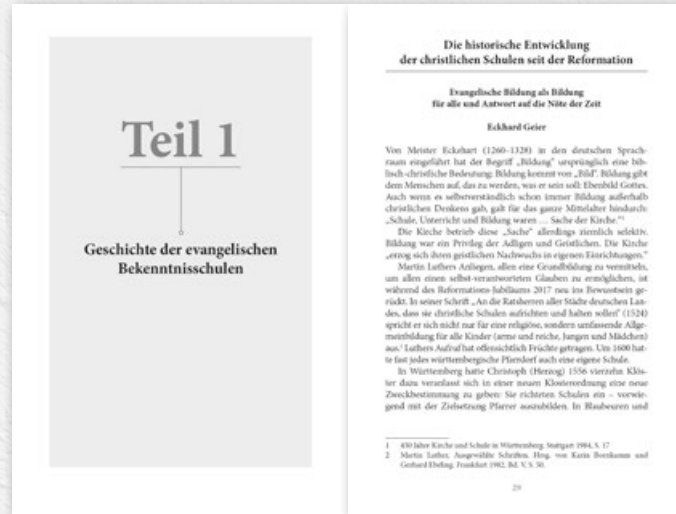 Teil 1
Geschichte der evangelischen
Bekenntnisschulen
Die historische Entwicklung
der christlichen Schulen seit der Reformation
Evangelische Bildung als Bildung
für alle und Antwort auf die Nöte der Zeit
Eckhard Geier
Von Meister Eckehart (1260–1328) in den deutschen Sprach-
raum eingeführt hat der Begriff „Bildung“ ursprünglich eine bib-
lisch-christliche Bedeutung: Bildung kommt von „Bild“. Bildung gibt
dem Menschen auf, das zu werden, was er sein soll: Ebenbild Gottes.
Auch wenn es selbstverständlich schon immer Bildung außerhalb
christlichen Denkens gab, galt für das ganze Mittelalter hindurch:
„Schule, Unterricht und Bildung waren … Sache der Kirche.“¹
Die Kirche betrieb diese „Sache“ allerdings ziemlich selektiv.
Bildung war ein Privileg der Adligen und Geistlichen. Die Kirche
„erzog sich ihren geistlichen Nachwuchs in eigenen Einrichtungen.“
Martin Luthers Anliegen, allen eine Grundbildung zu vermitteln,
um allen einen selbst-verantworteten Glauben zu ermöglichen, ist
während des Reformations-Jubiläums 2017 neu ins Bewusstsein ge-
rückt. In seiner Schrift „An die Ratsherren aller Städte deutschen Lan-
des, dass sie christliche Schulen aufrichten und halten sollen“ (1524)
spricht er sich nicht nur für eine religiöse, sondern umfassende Allge-
meinbildung für alle Kinder (arme und reiche, Jungen und Mädchen)
aus.² Luthers Aufruf hat offensichtlich Früchte getragen. Um 1600 hat-
te fast jedes württembergische Pfarrdorf auch eine eigene Schule.
In Württemberg hatte Christoph (Herzog) 1556 vierzehn Klös-
ter dazu veranlasst sich in einer neuen Klosterordnung eine neue
Zweckbestimmung zu geben: Sie richteten Schulen ein – vorwie-
gend mit der Zielsetzung Pfarrer auszubilden. In Blaubeuren und
1 450 Jahre Kirche und Schule in Württemberg. Stuttgart 1984, S. 17
2 Martin Luther, Ausgewählte Schriften. Hrsg. von Karin Bornkamm und
Gerhard Ebeling. Frankfurt 1982. Bd. V, S. 50.
29